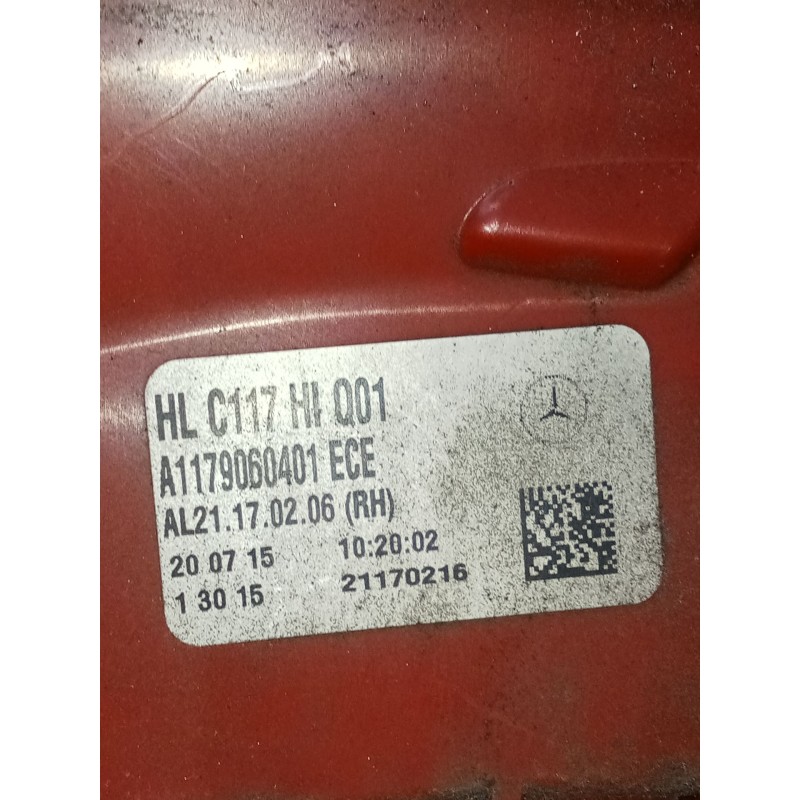 HL C117 HI Q01
A1179060401 ECE
AL21.17.02.06 (RH)
20 07 15 10:20:02
1 30 15 21170216